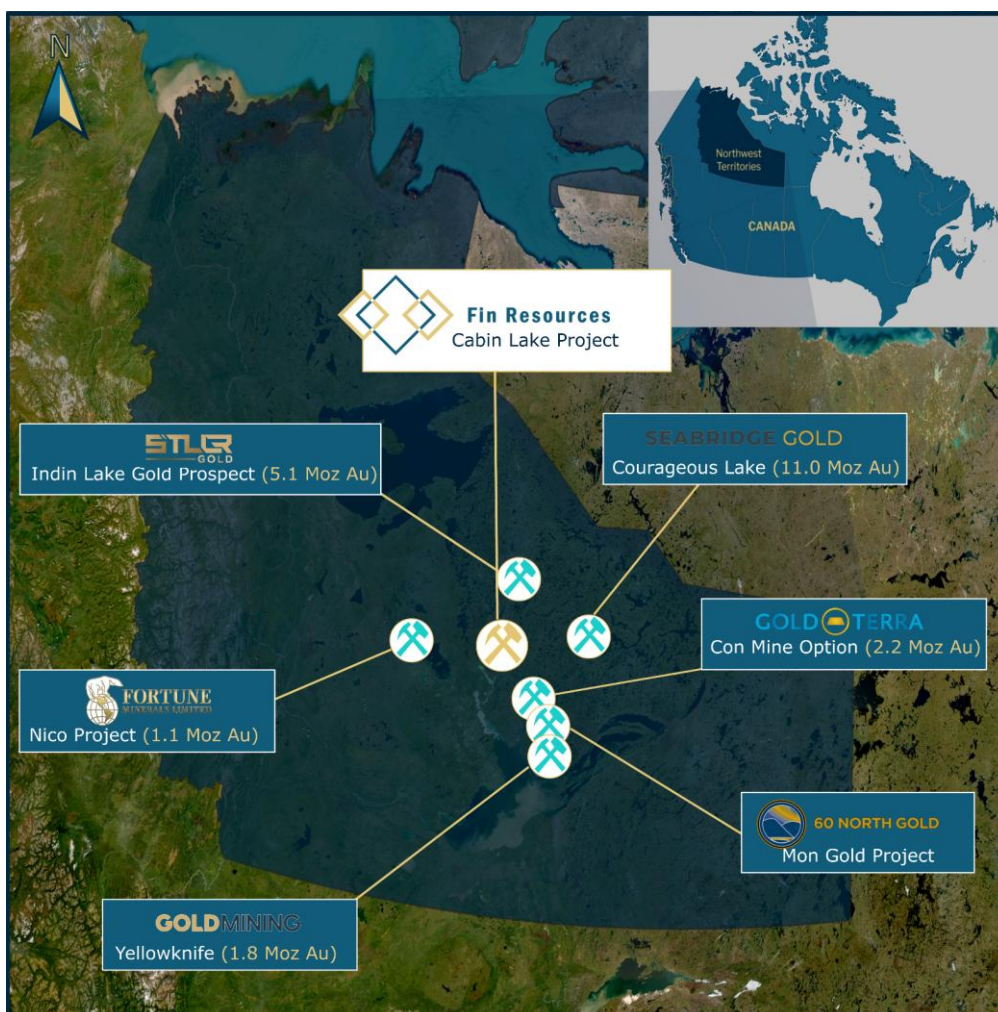 N
Northwest
Territories
CANADA
Fin Resources
Cabin Lake Project
STLLR
GOLD
Indin Lake Gold Prospect (5.1 Moz Au)
SEABRIDGE GOLD
Courageous Lake (11.0 Moz Au)
GOLD TERRA
Con Mine Option (2.2 Moz Au)
FORTUNE
MINERALS LIMITED
Nico Project (1.1 Moz Au)
60 NORTH GOLD
Mon Gold Project
GOLDMINING
Yellowknife (1.8 Moz Au)